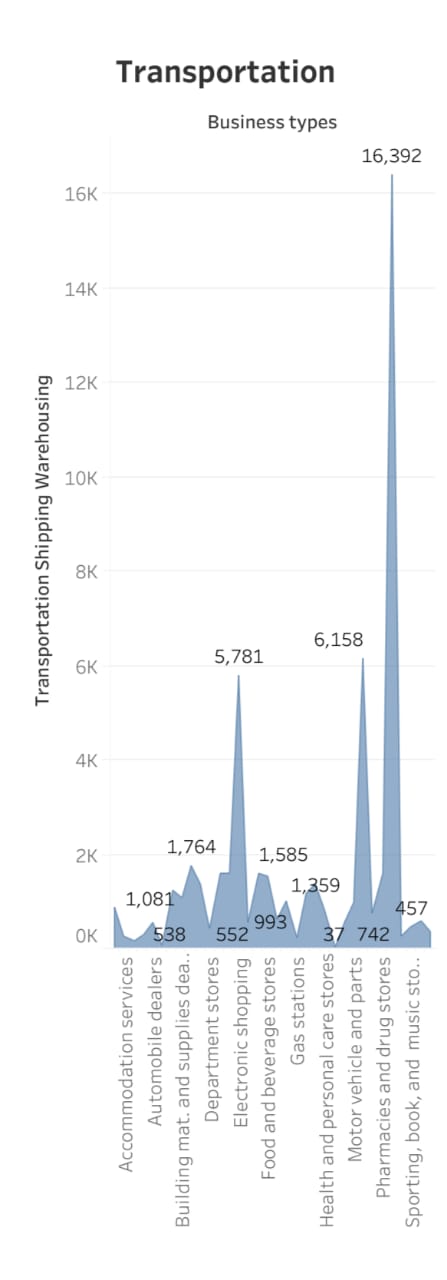 Transportation
Business types
Transportation Shipping Warehousing
16K
14K
12K
10K
8K
6K
4K
2K
0K
16,392
6,158
5,781
1,764
1,585
1,359
1,081
993
457
538
552
37
742
Accommodation services
Automobile dealers
Building mat. and supplies dea..
Department stores
Electronic shopping
Food and beverage stores
Gas stations
Health and personal care stores
Motor vehicle and parts
Pharmacies and drug stores
Sporting, book, and music sto..